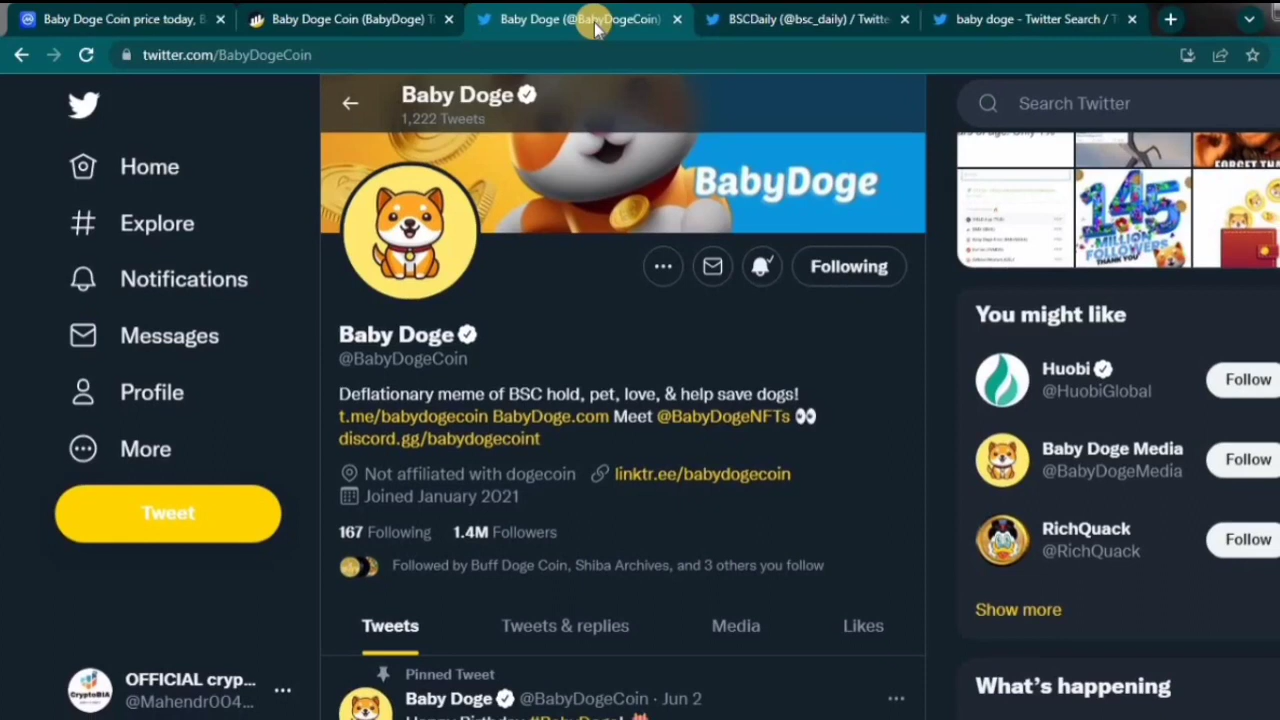 Baby Doge Coin price today, B
Baby Doge Coin (BabyDoge) T
Baby Doge (@BabyDogeCoin)
BSCDaily (@bsc_daily) / Twitte
baby doge - Twitter Search / T
twitter.com/BabyDogeCoin
Baby Doge
1,222 Tweets
Search Twitter
Home
Explore
Notifications
Messages
Profile
More
Tweet
OFFICIAL cryp...
@Mahendr004...
CryptoBIA
BabyDoge
Following
Baby Doge
@BabyDogeCoin
Deflationary meme of BSC hold, pet, love, & help save dogs!
t.me/babydogecoin BabyDoge.com Meet @BabyDogeNFTs 👀
discord.gg/babydogecoint
Not affiliated with dogecoin linktr.ee/babydogecoin
Joined January 2021
167 Following 1.4M Followers
Followed by Buff Doge Coin, Shiba Archives, and 3 others you follow
Tweets Tweets & replies Media Likes
Pinned Tweet
Baby Doge @BabyDogeCoin · Jun 2
Happy Birthday #BabyDoge!
145
MILLION
FOLLOWERS
THANK YOU
You might like
Huobi
@HuobiGlobal
Follow
Baby Doge Media
@BabyDogeMedia
Follow
RichQuack
@RichQuack
Follow
Show more
What's happening